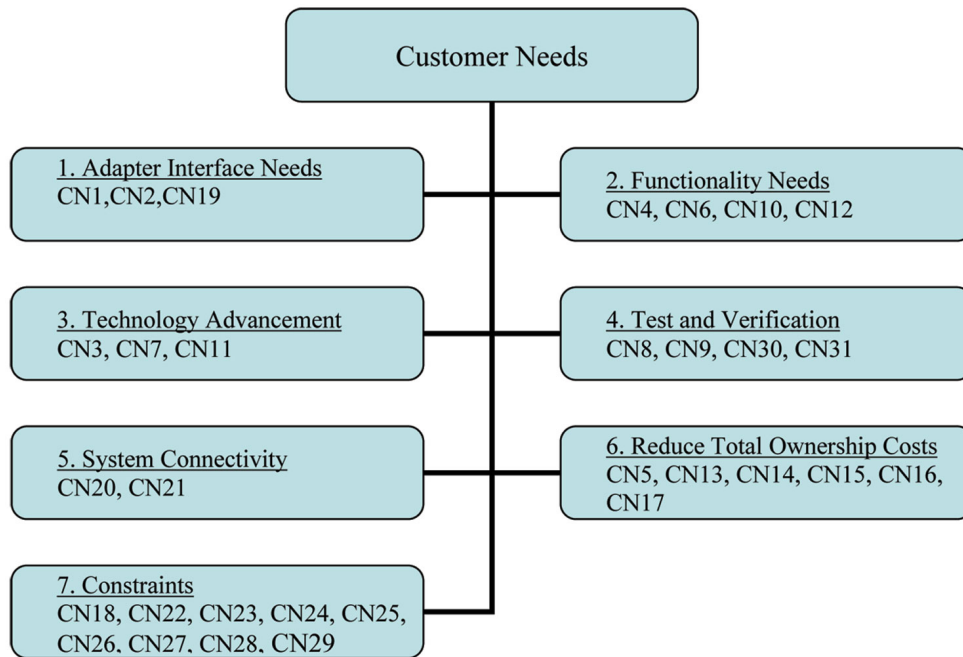 Customer Needs
1. Adapter Interface Needs
CN1,CN2,CN19
2. Functionality Needs
CN4, CN6, CN10, CN12
3. Technology Advancement
CN3, CN7, CN11
4. Test and Verification
CN8, CN9, CN30, CN31
5. System Connectivity
CN20, CN21
6. Reduce Total Ownership Costs
CN5, CN13, CN14, CN15, CN16,
CN17
7. Constraints
CN18, CN22, CN23, CN24, CN25,
CN26, CN27, CN28, CN29